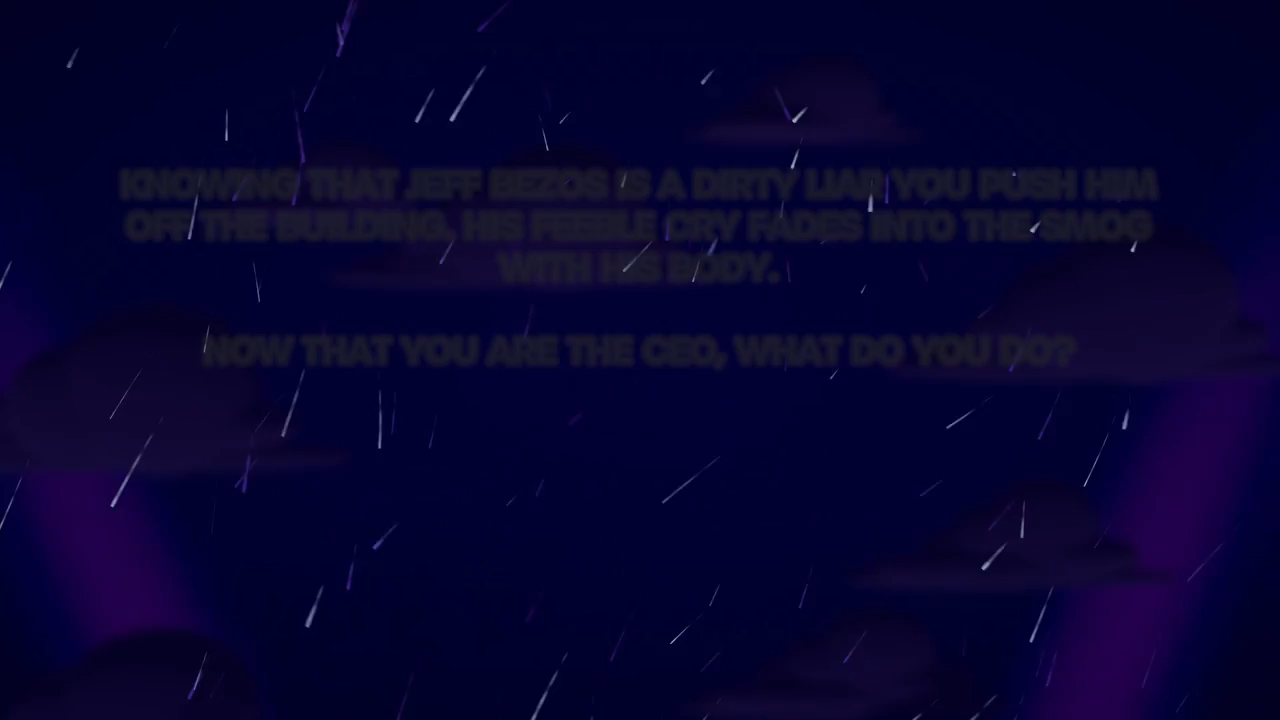 KNOWING THAT JEFF BEZOS IS A DIRTY LIAR YOU PUSH HIM
OFF THE BUILDING, HIS FEEBLE CRY FADES INTO THE SMOG
WITH HIS BODY.
NOW THAT YOU ARE THE CEO, WHAT DO YOU DO?